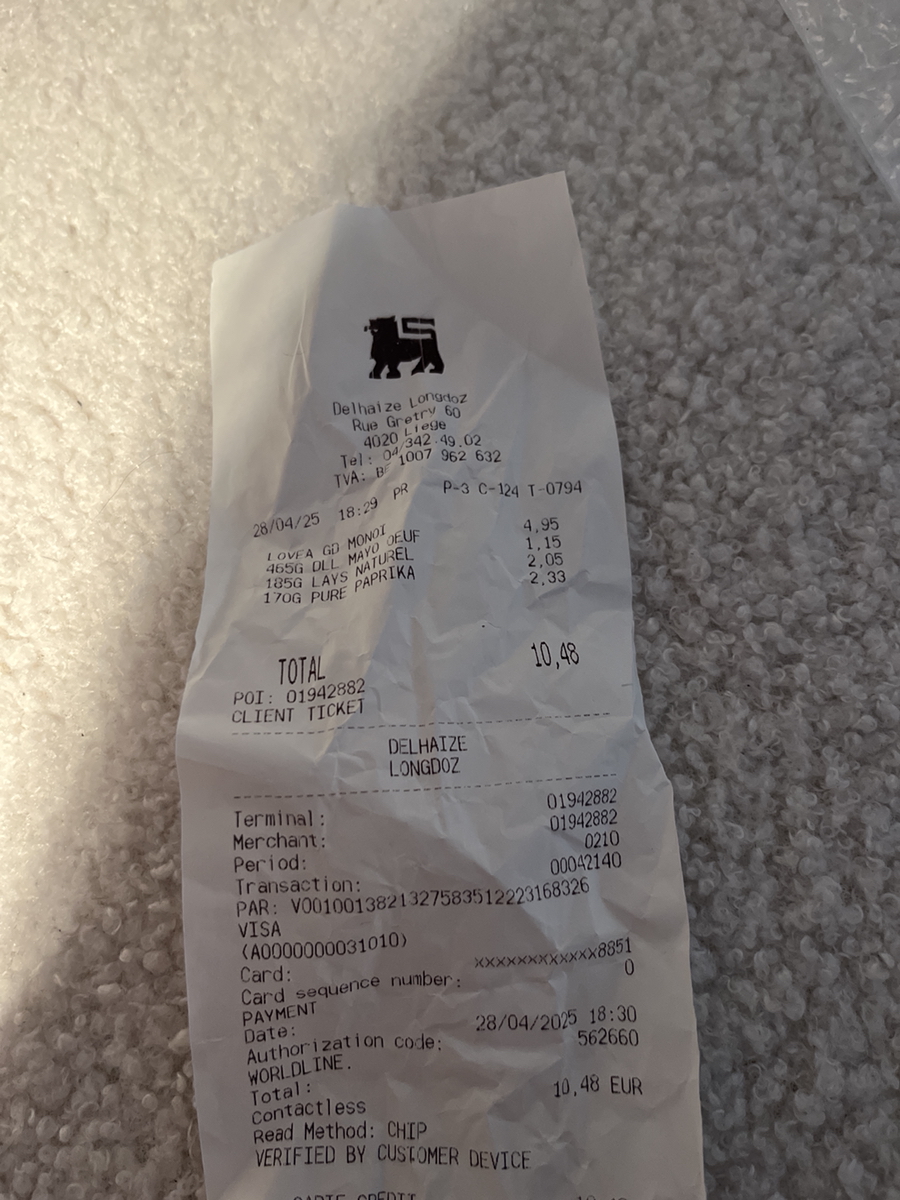 Delhaize Longdoz
Rue Gretry 60
4020 Liege
Tel: 04/342.49.02
TVA: BE 1007 962 632
28/04/25 18:29 PR P-3 C-124 T-0794
LOVEA GD MONOI 4,95
465G DLL MAYO OEUF 1,15
185G LAYS NATUREL 2,05
170G PURE PAPRIKA 2,33
TOTAL 10,48
POI: 01942882
CLIENT TICKET
DELHAIZE
LONGDOZ
Terminal: 01942882
Merchant: 01942882
Period: 0210
Transaction: 00042140
PAR: V0010013821327583512223168326
VISA
(A0000000031010)
Card: xxxxxxxxxxxx8851
Card sequence number: 0
PAYMENT
Date: 28/04/2025 18:30
Authorization code: 562660
WORLDLINE.
Total: 10,48 EUR
Contactless
Read Method: CHIP
VERIFIED BY CUSTOMER DEVICE
CARTE CREDIT